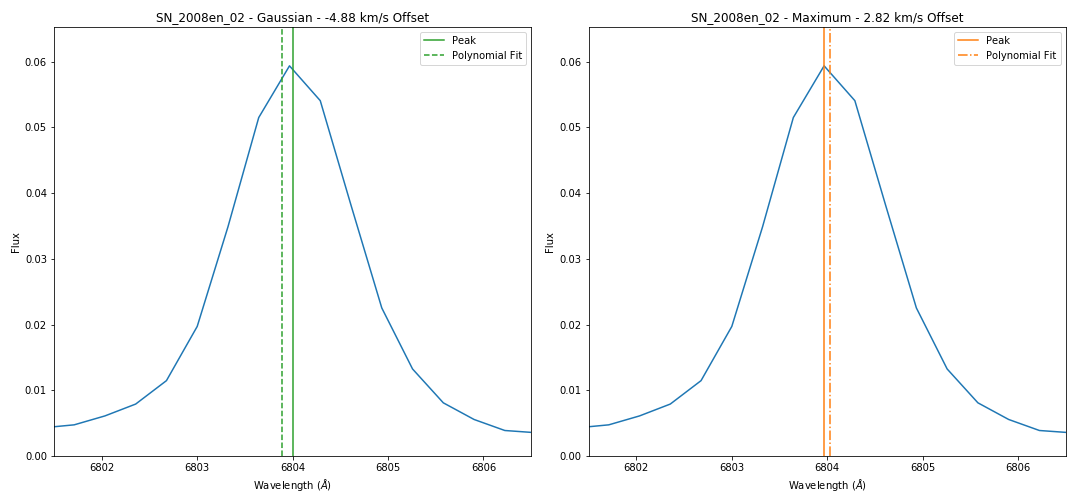 SN_2008en_02 - Gaussian - -4.88 km/s Offset
Peak
Polynomial Fit
0.06
0.05
0.04
0.03
0.02
0.01
0.00
Flux
6802
6803
6804
6805
6806
Wavelength (Å)
SN_2008en_02 - Maximum - 2.82 km/s Offset
Peak
Polynomial Fit
0.06
0.05
0.04
0.03
0.02
0.01
0.00
Flux
6802
6803
6804
6805
6806
Wavelength (Å)